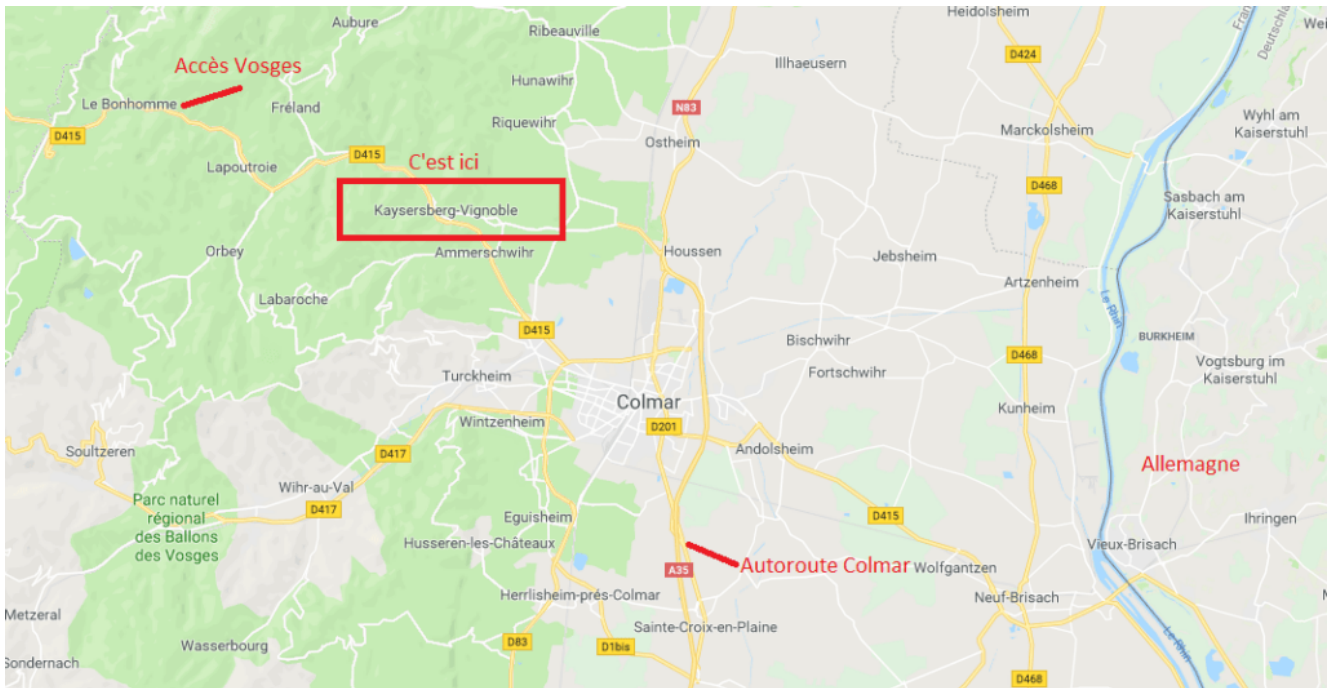 Heidolsheim
Aubure
Ribeauville
Accès Vosges
D424
Illhaeusern
Hunawihr
Le Bonhomme
Fréland
N83
Wyhl am
Kaiserstuhl
Riquewihr
Marckolsheim
D415
Ostheim
D415
C'est ici
Lapoutroie
D468
Sasbach am
Kaiserstuhl
Kaysersberg-Vignoble
Orbey
Ammerschwihr
Houssen
Jebsheim
Artzenheim
Le Rhin
Labaroche
D415
Bischwihr
BURKHEIM
D468
Vogtsburg im
Kaiserstuhl
Turckheim
Fortschwihr
Colmar
Kunheim
Wintzenheim
D201
Soultzeren
D417
Andolsheim
Allemagne
Wihr-au-Val
Parc naturel
régional
des Ballons
des Vosges
D417
Eguisheim
D415
Ihringen
Husseren-les-Châteaux
Vieux-Brisach
A35
Autoroute Colmar
Wolfgantzen
Herrlisheim-prés-Colmar
Neuf-Brisach
Metzeral
Sainte-Croix-en-Plaine
Wasserbourg
D83
D1bis
Le Rhin
Sondernach
D468